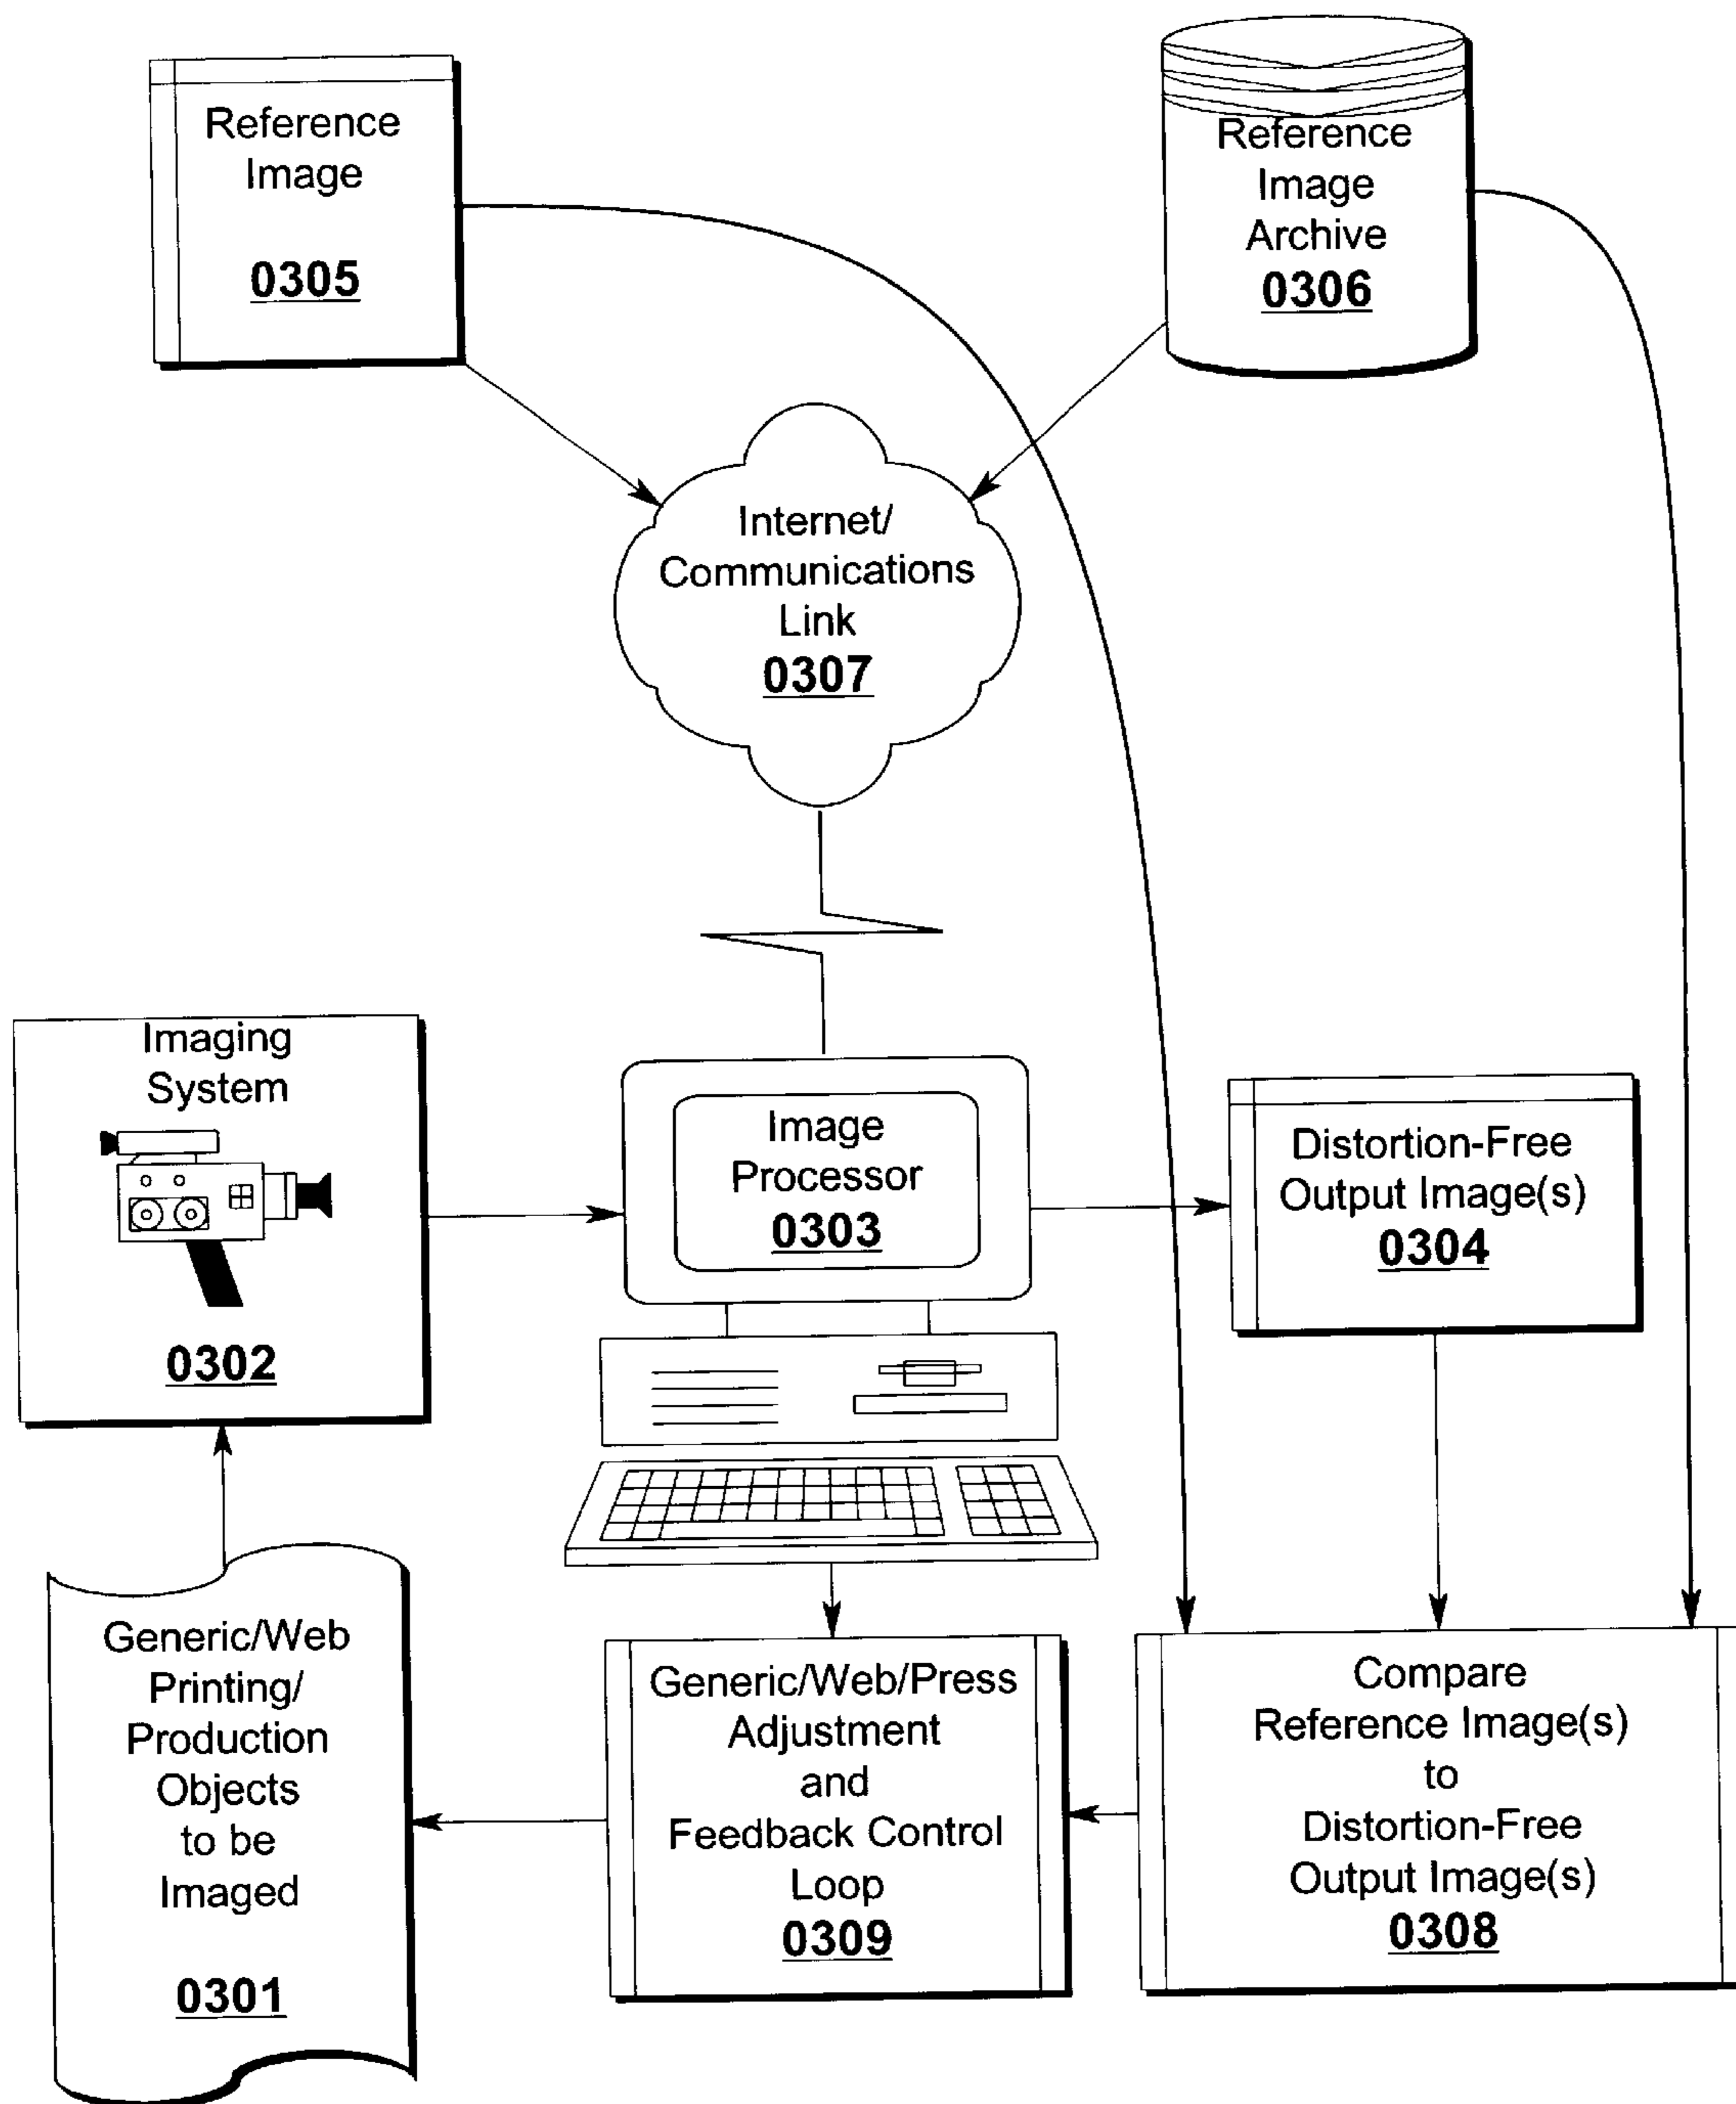 Reference
Image
0305
Reference
Image
Archive
0306
Internet/
Communications
Link
0307
Imaging
System
0302
Image
Processor
0303
Distortion-Free
Output Image(s)
0304
Generic/Web
Printing/
Production
Objects
to be
Imaged
0301
Generic/Web/Press
Adjustment
and
Feedback Control
Loop
0309
Compare
Reference Image(s)
to
Distortion-Free
Output Image(s)
0308